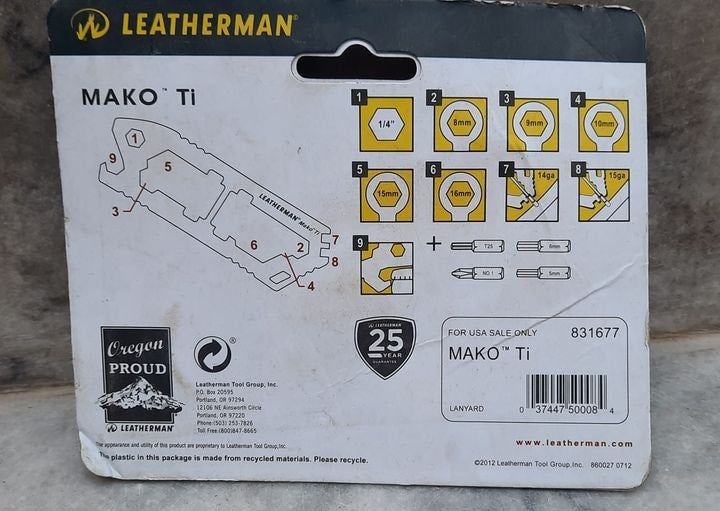 LEATHERMAN®
MAKO™ Ti
1
2
3
4
1/4"
8mm
9mm
10mm
5
6
7
8
15mm
16mm
14ga
15ga
9
+
T25
6mm
NO.1
5mm
1
9
5
3
LEATHERMAN® Mako™ Ti
6
2
7
8
4
Oregon
PROUD
LEATHERMAN
®
Leatherman Tool Group, Inc.
P.O. Box 20595
Portland, OR 97294
12106 NE Ainsworth Circle
Portland, OR 97220
Phone:(503) 253-7826
Toll Free:(800)847-8665
LEATHERMAN
25
YEAR
GUARANTEE
FOR USA SALE ONLY 831677
MAKO™ Ti
LANYARD
0 37447 50008 4
www.leatherman.com
The appearance and utility of this product are proprietary to Leatherman Tool Group,Inc.
The plastic in this package is made from recycled materials. Please recycle.
©2012 Leatherman Tool Group,Inc. 860027 0712